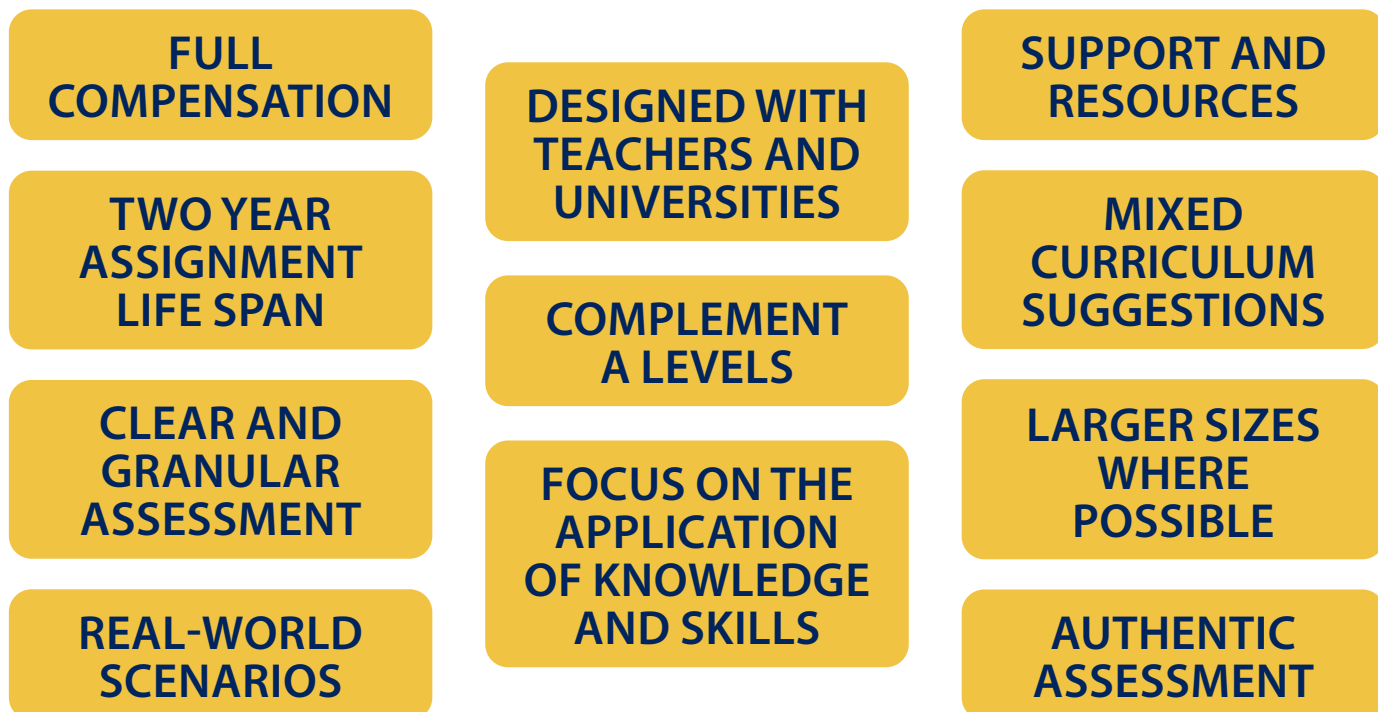 FULL
COMPENSATION
TWO YEAR
ASSIGNMENT
LIFE SPAN
CLEAR AND
GRANULAR
ASSESSMENT
REAL-WORLD
SCENARIOS
DESIGNED WITH
TEACHERS AND
UNIVERSITIES
COMPLEMENT
A LEVELS
FOCUS ON THE
APPLICATION
OF KNOWLEDGE
AND SKILLS
SUPPORT AND
RESOURCES
MIXED
CURRICULUM
SUGGESTIONS
LARGER SIZES
WHERE
POSSIBLE
AUTHENTIC
ASSESSMENT